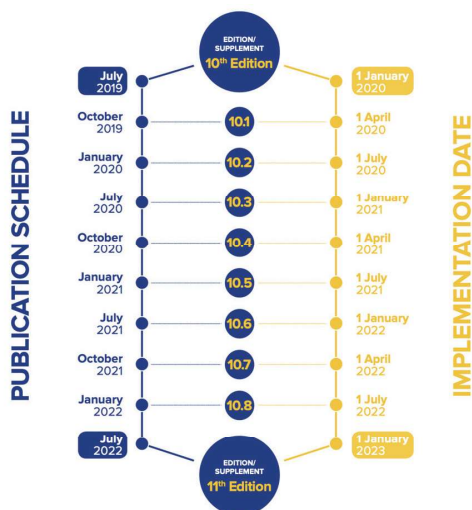 EDITION/
SUPPLEMENT
10th Edition
PUBLICATION SCHEDULE
IMPLEMENTATION DATE
July
2019
1 January
2020
October
2019
10.1
1 April
2020
January
2020
10.2
1 July
2020
July
2020
10.3
1 January
2021
October
2020
10.4
1 April
2021
January
2021
10.5
1 July
2021
July
2021
10.6
1 January
2022
October
2021
10.7
1 April
2022
January
2022
10.8
1 July
2022
July
2022
1 January
2023
EDITION/
SUPPLEMENT
11th Edition